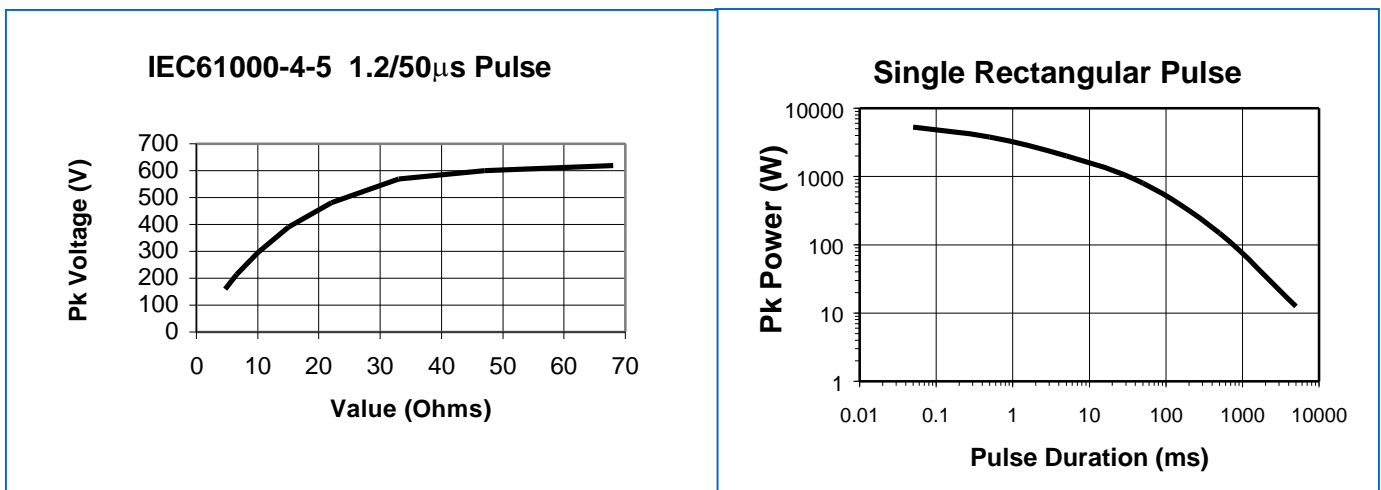 IEC61000-4-5 1.2/50μs Pulse
Pk Voltage (V)
700
600
500
400
300
200
100
0
0 10 20 30 40 50 60 70
Value (Ohms)
Single Rectangular Pulse
Pk Power (W)
10000
1000
100
10
1
0.01 0.1 1 10 100 1000 10000
Pulse Duration (ms)